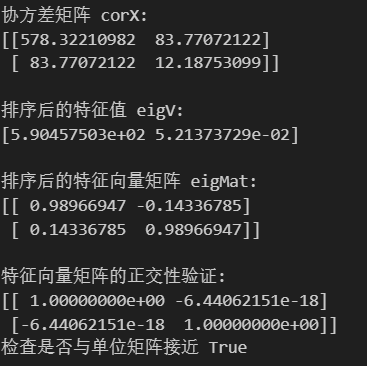 协方差矩阵 corX:
[[578.32210982  83.77072122]
 [ 83.77072122  12.18753099]]
排序后的特征值 eigV:
[5.90457503e+02 5.21373729e-02]
排序后的特征向量矩阵 eigMat:
[[ 0.98966947 -0.14336785]
 [ 0.14336785  0.98966947]]
特征向量矩阵的正交性验证:
[[ 1.00000000e+00 -6.44062151e-18]
 [-6.44062151e-18  1.00000000e+00]]
检查是否与单位矩阵接近 True